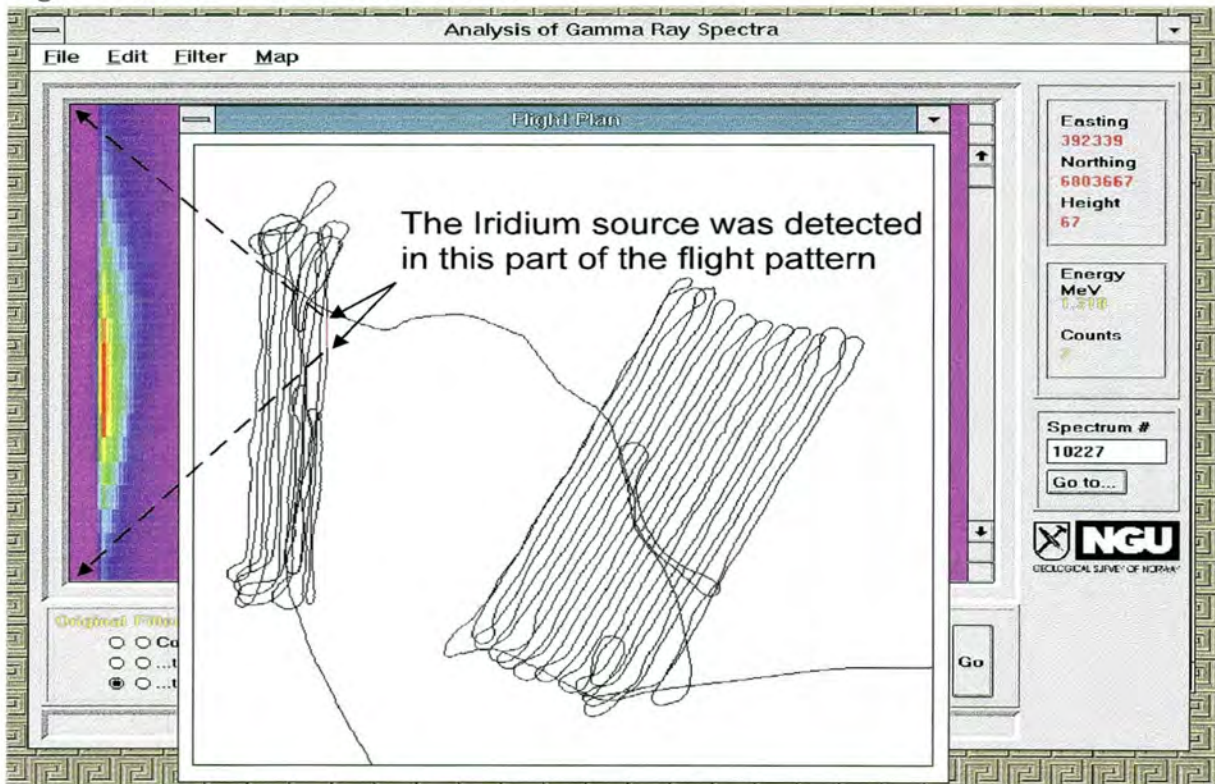 Analysis of Gamma Ray Spectra
File Edit Filter Map
Flight Plan
The Iridium source was detected
in this part of the flight pattern
Easting
392339
Northing
6803667
Height
67
Energy
MeV
Counts
Spectrum #
10227
Go to...
NGU
GEOLOGICAL SURVEY OF NORWAY
Original
Co
...t
...t
Go